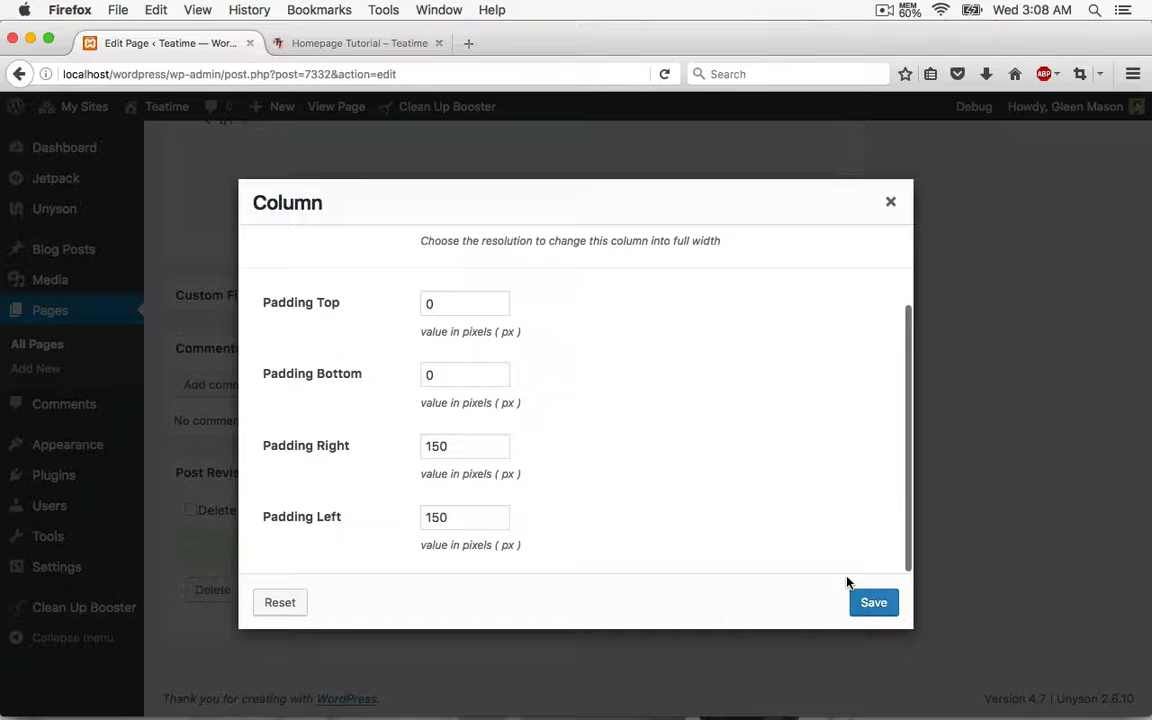 Firefox File Edit View History Bookmarks Tools Window Help MEM 60% Wed 3:08 AM
Edit Page ‹ Teatime — Wor... Homepage Tutorial – Teatime
localhost/wordpress/wp-admin/post.php?post=7332&action=edit Search ABP
My Sites Teatime 0 New View Page Clean Up Booster Debug Howdy, Gleen Mason
Dashboard
Jetpack
Unyson
Blog Posts
Media
Pages
All Pages
Add New
Comments
Appearance
Plugins
Users
Tools
Settings
Clean Up Booster
Collapse menu
Custom Fi
Comments
Add comm
No commen
Post Revis
Delete
Delete
Column
Choose the resolution to change this column into full width
Padding Top 0
value in pixels ( px )
Padding Bottom 0
value in pixels ( px )
Padding Right 150
value in pixels ( px )
Padding Left 150
value in pixels ( px )
Reset Save
Thank you for creating with WordPress. Version 4.7 | Unyson 2.6.10